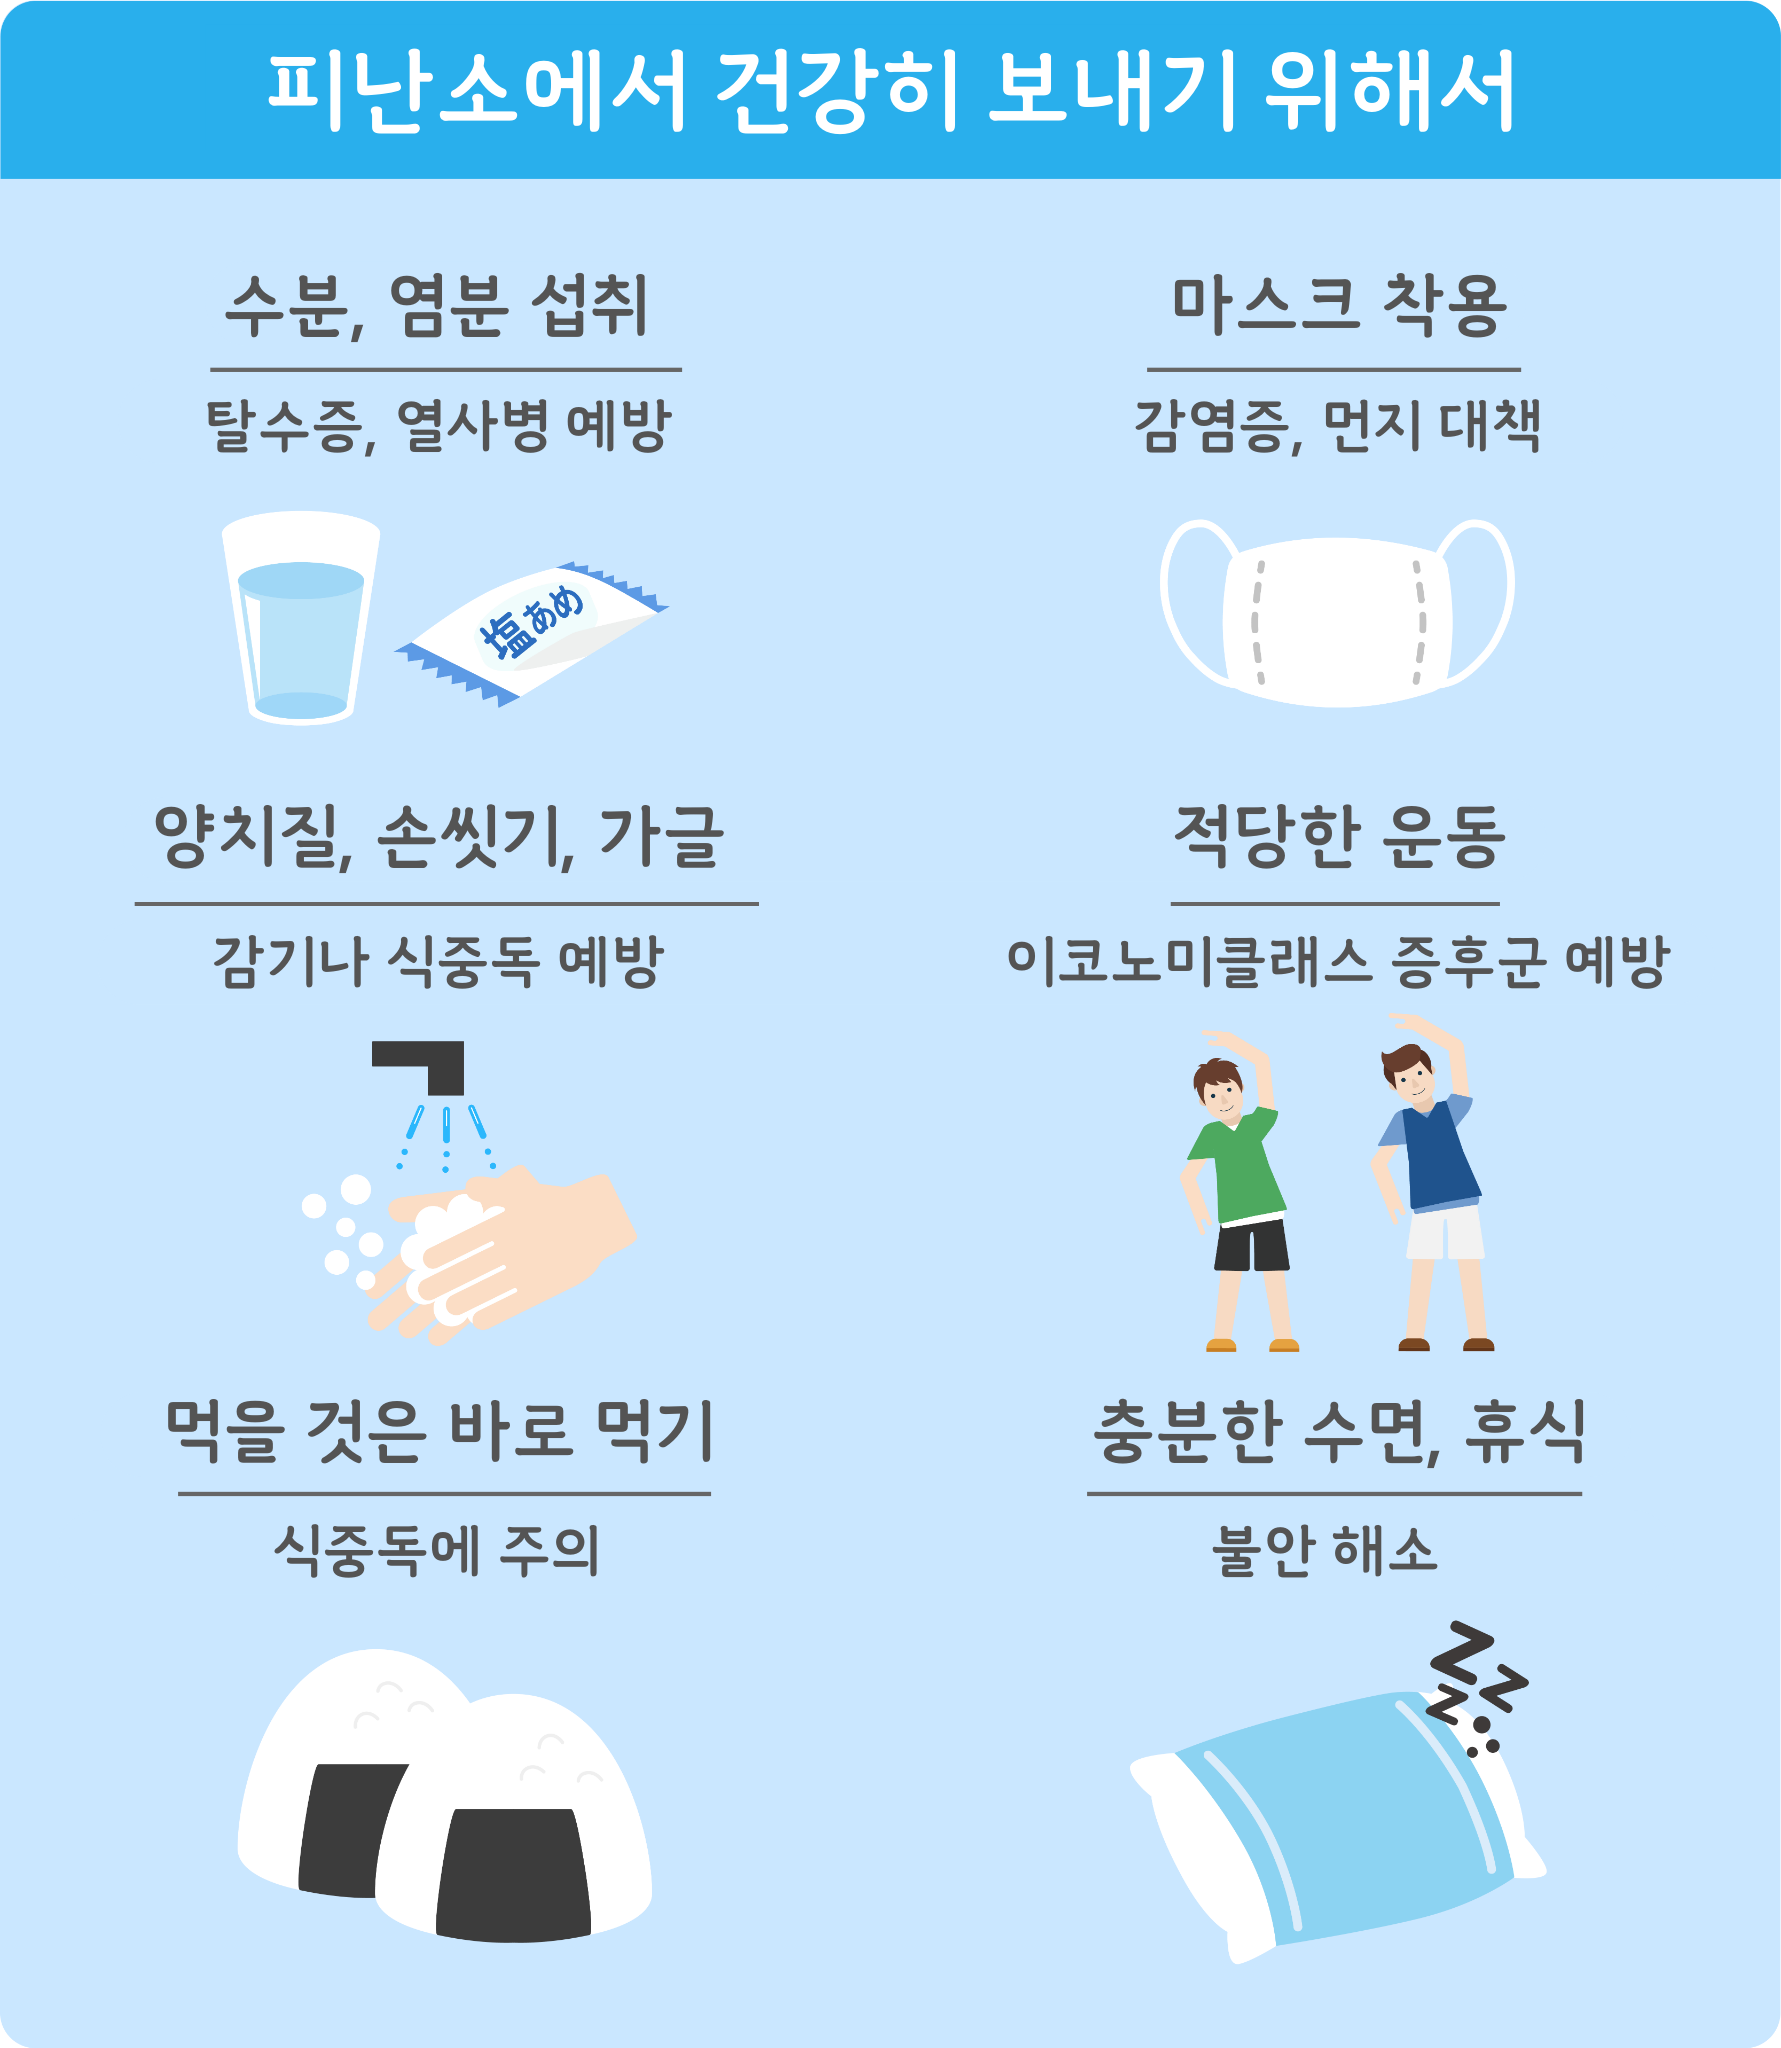 피난소에서 건강히 보내기 위해서
수분, 염분 섭취
탈수증, 열사병 예방
塩あめ
마스크 착용
감염증, 먼지 대책
양치질, 손씻기, 가글
감기나 식중독 예방
적당한 운동
이코노미클래스 증후군 예방
먹을 것은 바로 먹기
식중독에 주의
충분한 수면, 휴식
불안 해소